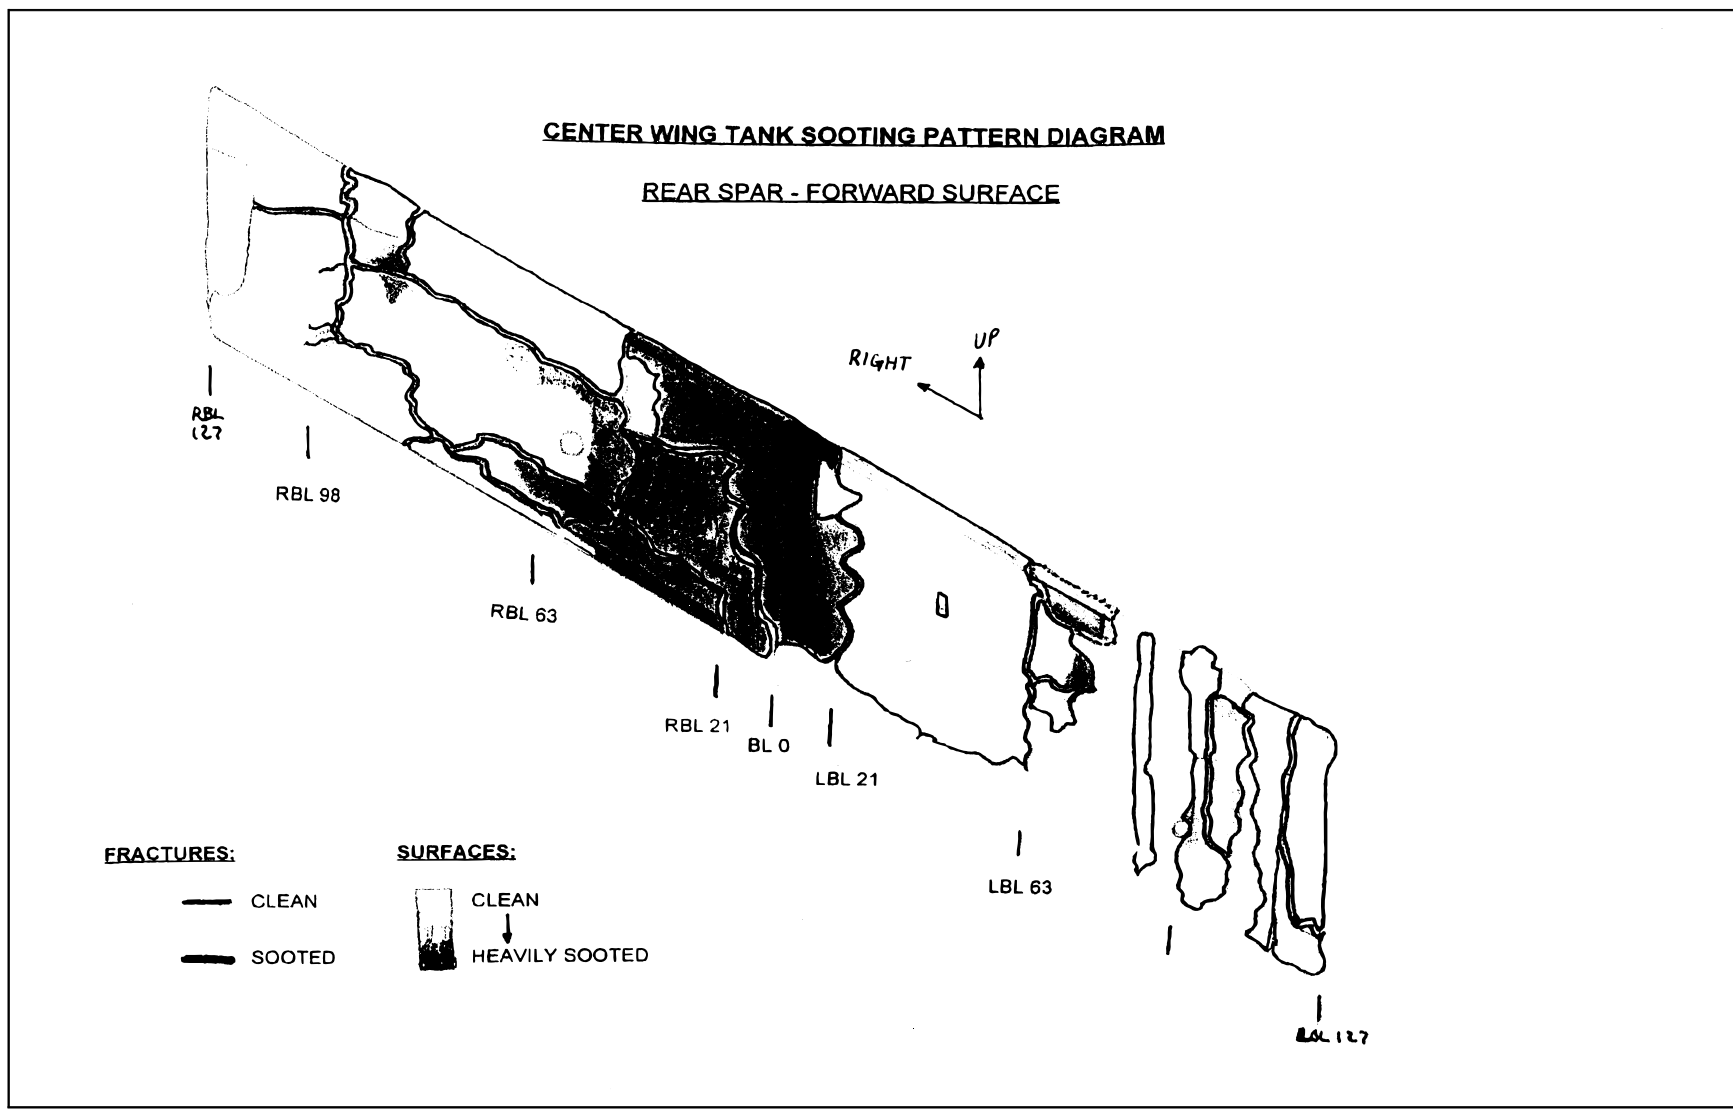 CENTER WING TANK SOOTING PATTERN DIAGRAM
REAR SPAR - FORWARD SURFACE
UP
RIGHT
RBL
127
RBL 98
RBL 63
RBL 21
BL 0
LBL 21
LBL 63
127
FRACTURES:
CLEAN
SOOTED
SURFACES:
CLEAN
HEAVILY SOOTED